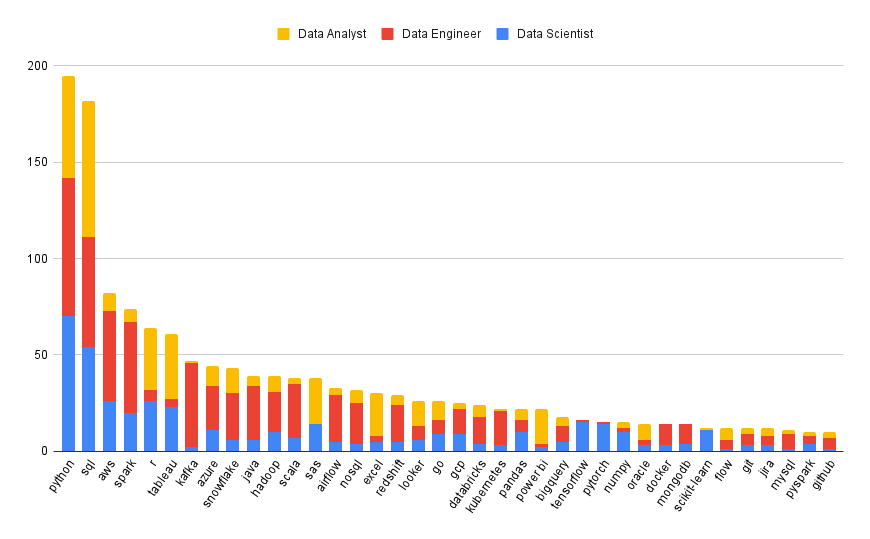 Data Analyst Data Engineer Data Scientist
200
150
100
50
0
python
sql
aws
spark
r
tableau
kafka
azure
snowflake
java
hadoop
scala
sas
airflow
nosql
excel
redshift
looker
go
gcp
databricks
kubernetes
pandas
power bi
bigquery
tensorflow
pytorch
numpy
oracle
docker
mongodb
scikit-learn
flow
git
jira
mysql
pyspark
github